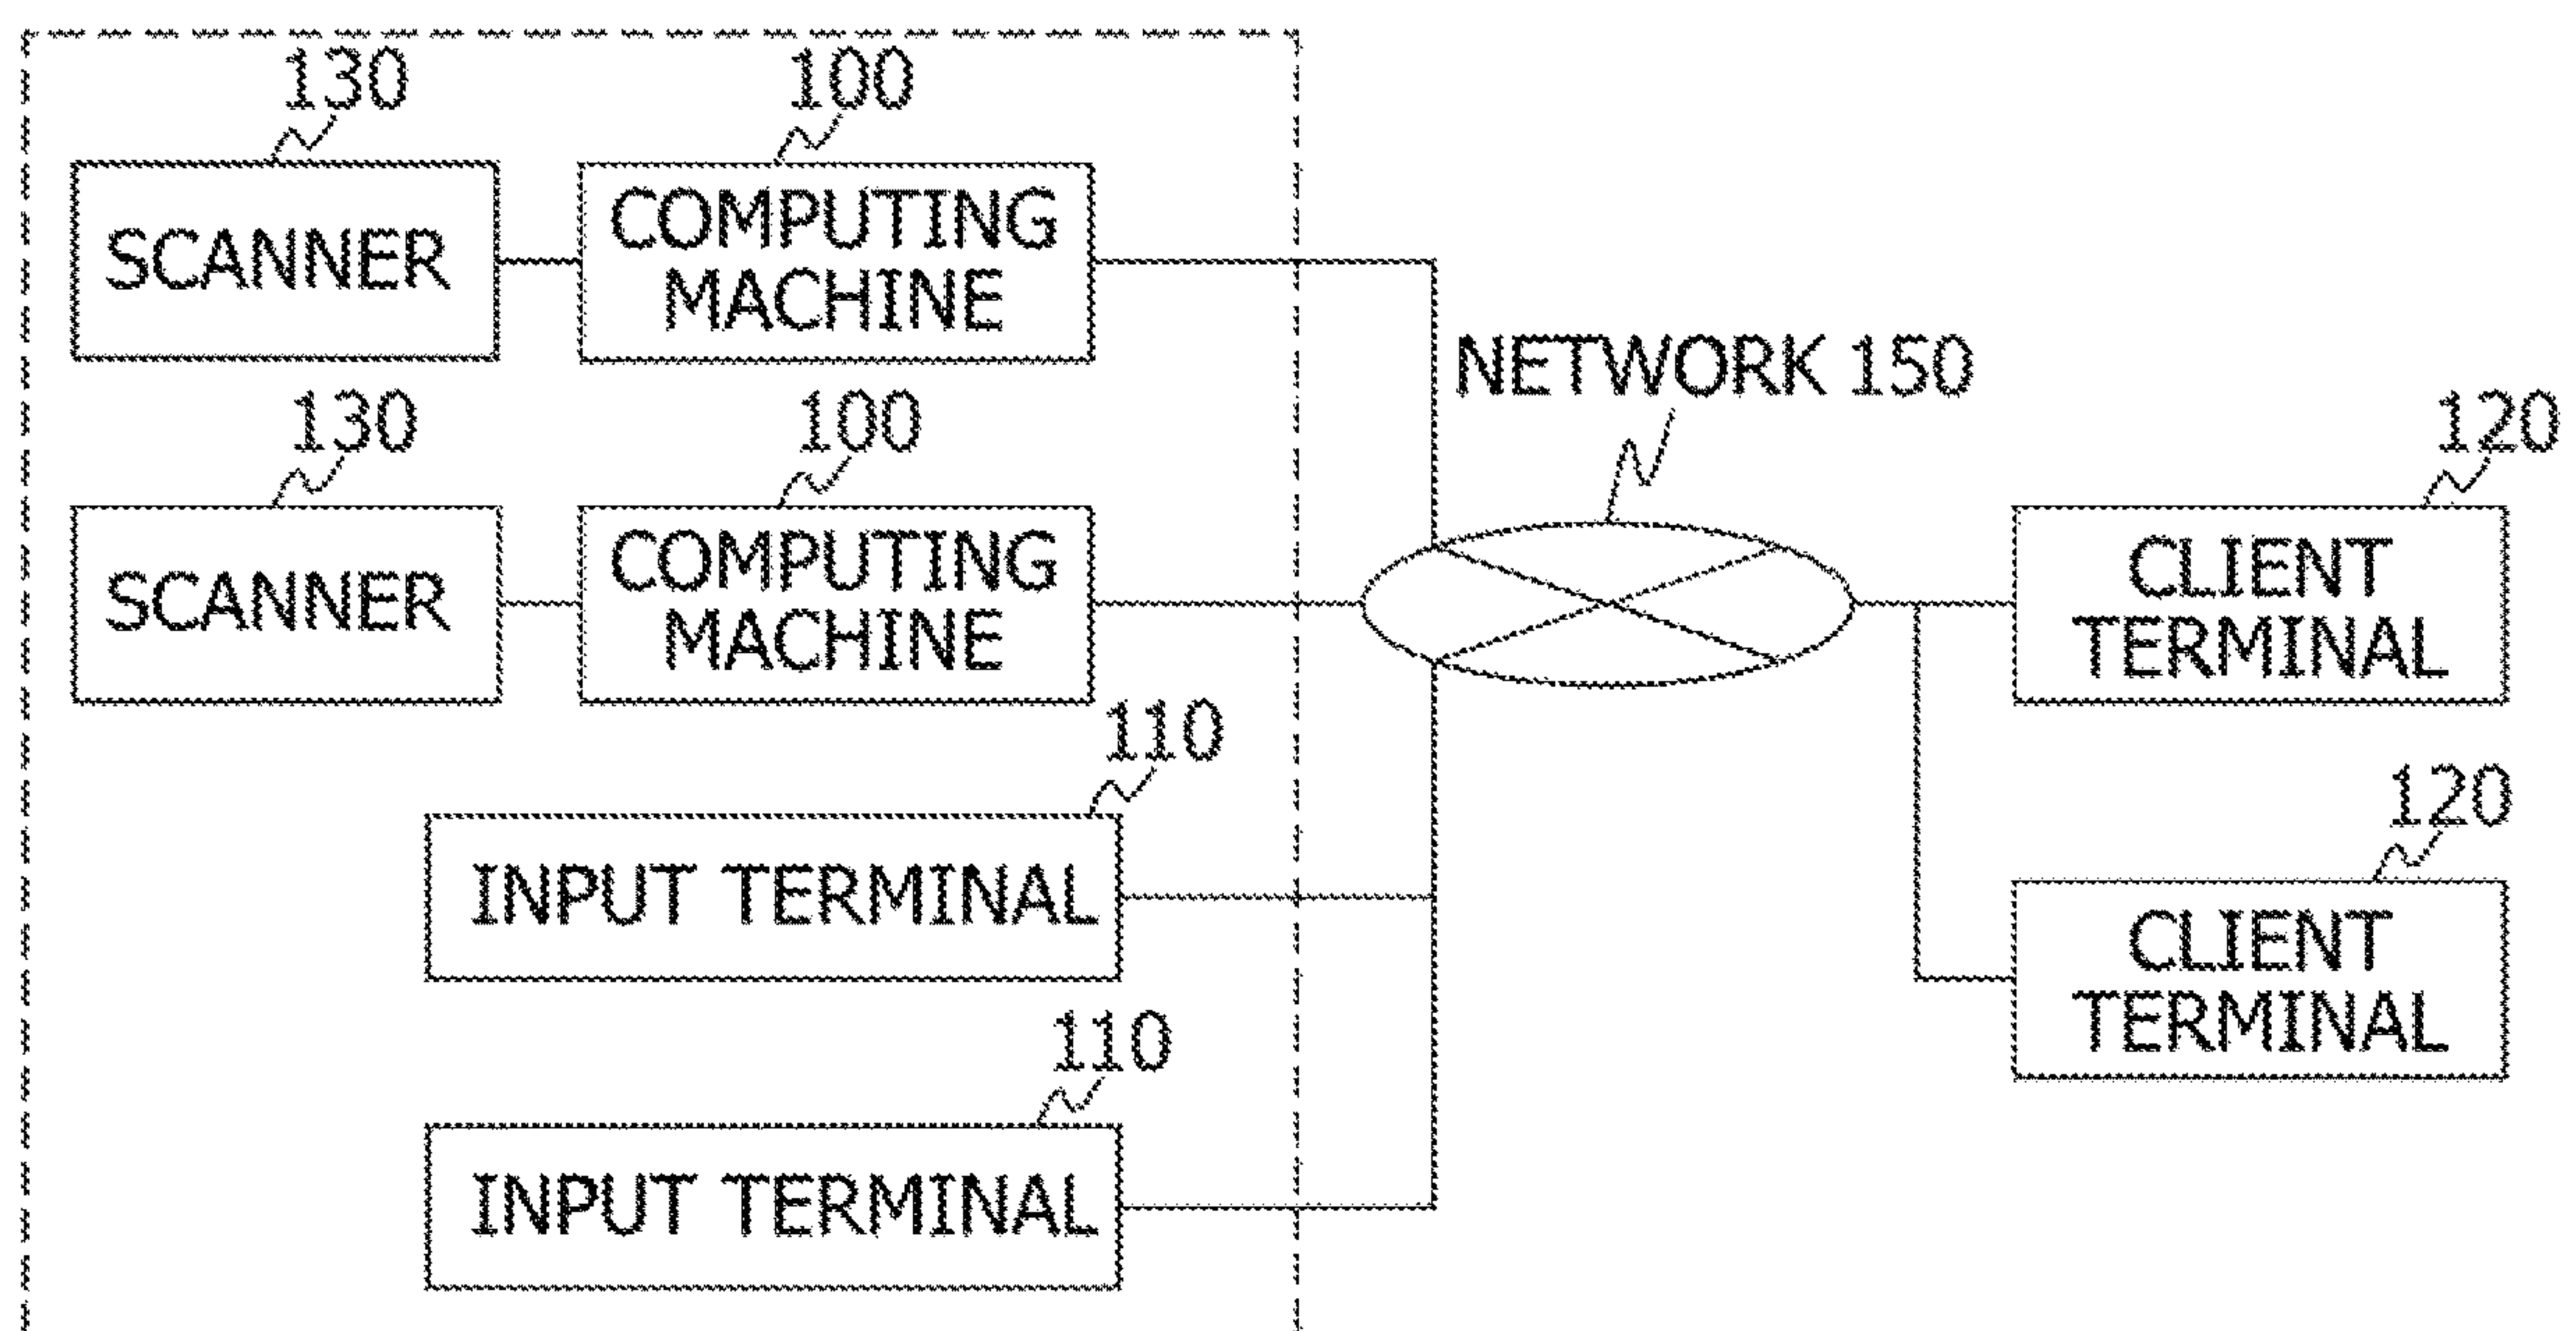 130
100
SCANNER
COMPUTING
MACHINE
NETWORK 150
130
100
120
SCANNER
COMPUTING
MACHINE
CLIENT
TERMINAL
110
120
INPUT TERMINAL
CLIENT
TERMINAL
110
INPUT TERMINAL